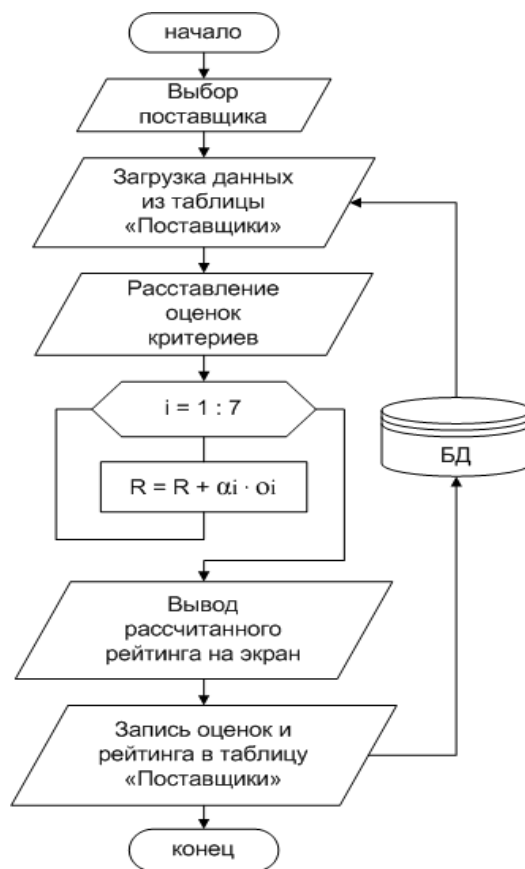 начало
Выбор
поставщика
Загрузка данных
из таблицы
«Поставщики»
Расставление
оценок
критериев
i = 1 : 7
R = R + αi · oi
БД
Вывод
рассчитанного
рейтинга на экран
Запись оценок и
рейтинга в таблицу
«Поставщики»
конец